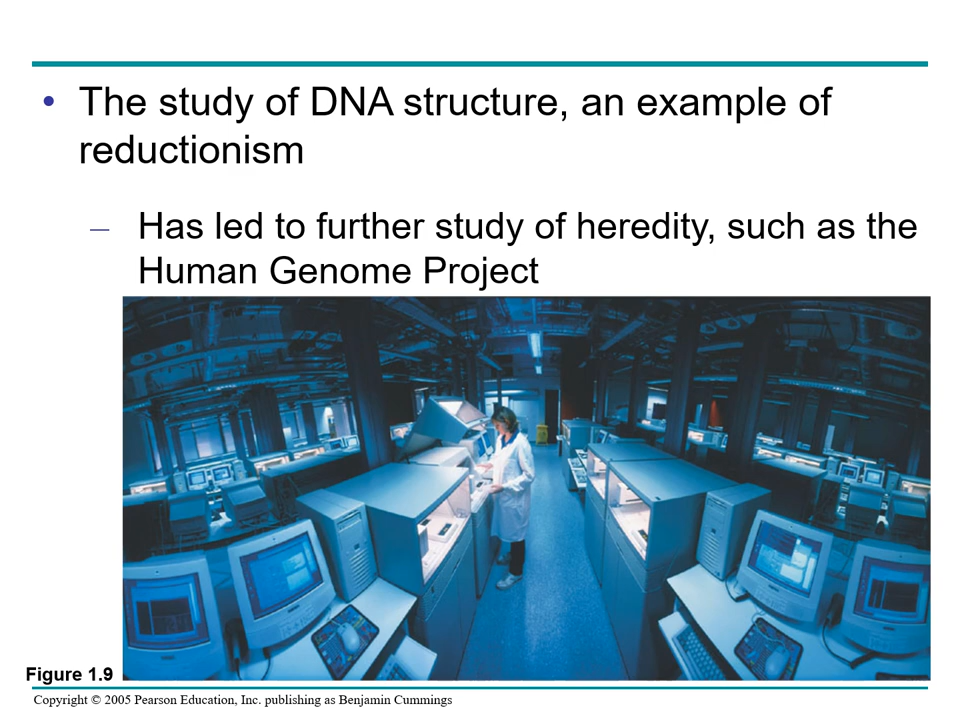 • The study of DNA structure, an example of
reductionism
– Has led to further study of heredity, such as the
Human Genome Project
Figure 1.9
Copyright © 2005 Pearson Education, Inc. publishing as Benjamin Cummings